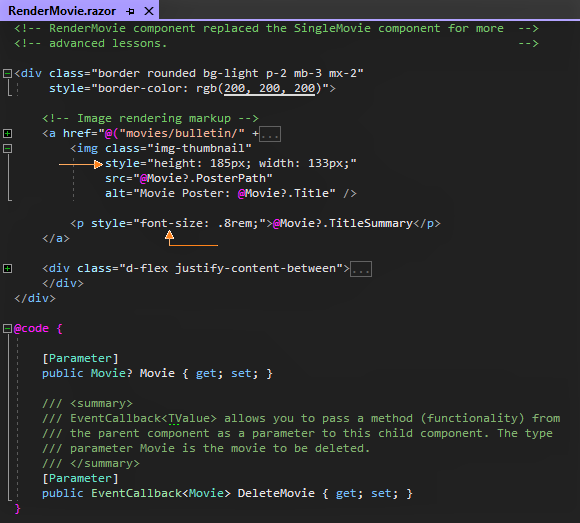 RenderMovie.razor
<!-- RenderMovie component replaced the SingleMovie component for more  -->
<!-- advanced lessons.                                                  -->
<div class="border rounded bg-light p-2 mb-3 mx-2"
     style="border-color: rgb(200, 200, 200)">
    <!-- Image rendering markup -->
    <a href="@("movies/bulletin/" +...
        <img class="img-thumbnail"
             style="height: 185px; width: 133px;"
             src="@Movie?.PosterPath"
             alt="Movie Poster: @Movie?.Title" />
        <p style="font-size: .8rem;">@Movie?.TitleSummary</p>
    </a>
    <div class="d-flex justify-content-between">...
    </div>
</div>
@code {
    [Parameter]
    public Movie? Movie { get; set; }
    /// <summary>
    /// EventCallback<TValue> allows you to pass a method (functionality) from
    /// the parent component as a parameter to this child component. The type
    /// parameter Movie is the movie to be deleted.
    /// </summary>
    [Parameter]
    public EventCallback<Movie> DeleteMovie { get; set; }
}